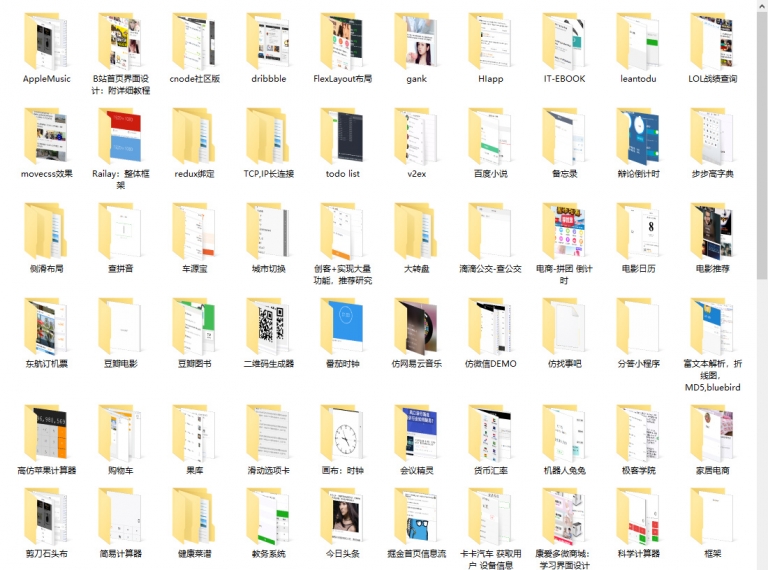 AppleMusic
B站首页界面设
计：附详细教程
cnode社区版
dribbble
FlexLayout布局
gank
HIapp
IT-EBOOK
leantodu
LOL战绩查询
movecss效果
Railay：整体框
架
redux绑定
TCP,IP长连接
todo list
v2ex
百度小说
备忘录
辩论倒计时
步步高字典
侧滑布局
查拼音
车源宝
城市切换
创客+实现大量
功能，推荐研究
大转盘
滴滴公交-查公交
电商-拼团 倒计
时
电影日历
电影推荐
东航订机票
豆瓣电影
豆瓣图书
二维码生成器
番茄时钟
仿网易云音乐
仿微信DEMO
仿找事吧
分答小程序
富文本解析，折
线图，
MD5,bluebird
高仿苹果计算器
购物车
果库
滑动选项卡
画布：时钟
会议精灵
货币汇率
机器人兔兔
极客学院
家居电商
剪刀石头布
简易计算器
健康菜谱
教务系统
今日头条
掘金首页信息流
卡卡汽车 获取用
户 设备信息
康爱多微商城：
学习界面设计
科学计算器
框架